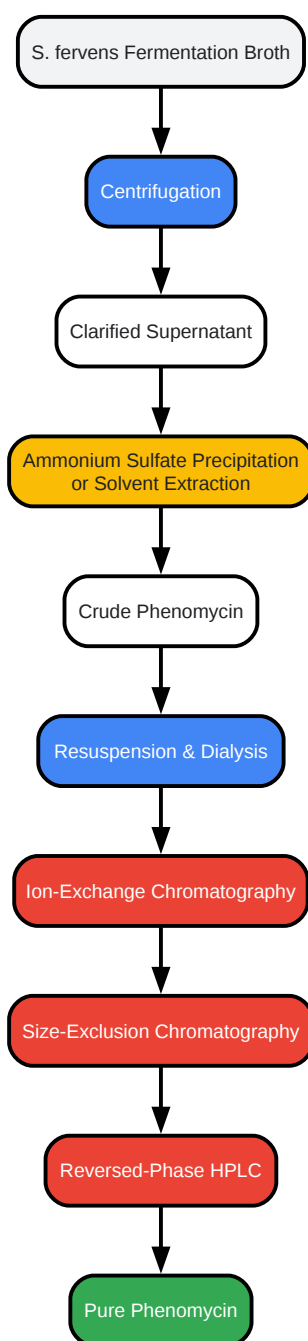 S. fervens Fermentation Broth
Centrifugation
Clarified Supernatant
Ammonium Sulfate Precipitation
or Solvent Extraction
Crude Phenomycin
Resuspension & Dialysis
Ion-Exchange Chromatography
Size-Exclusion Chromatography
Reversed-Phase HPLC
Pure Phenomycin